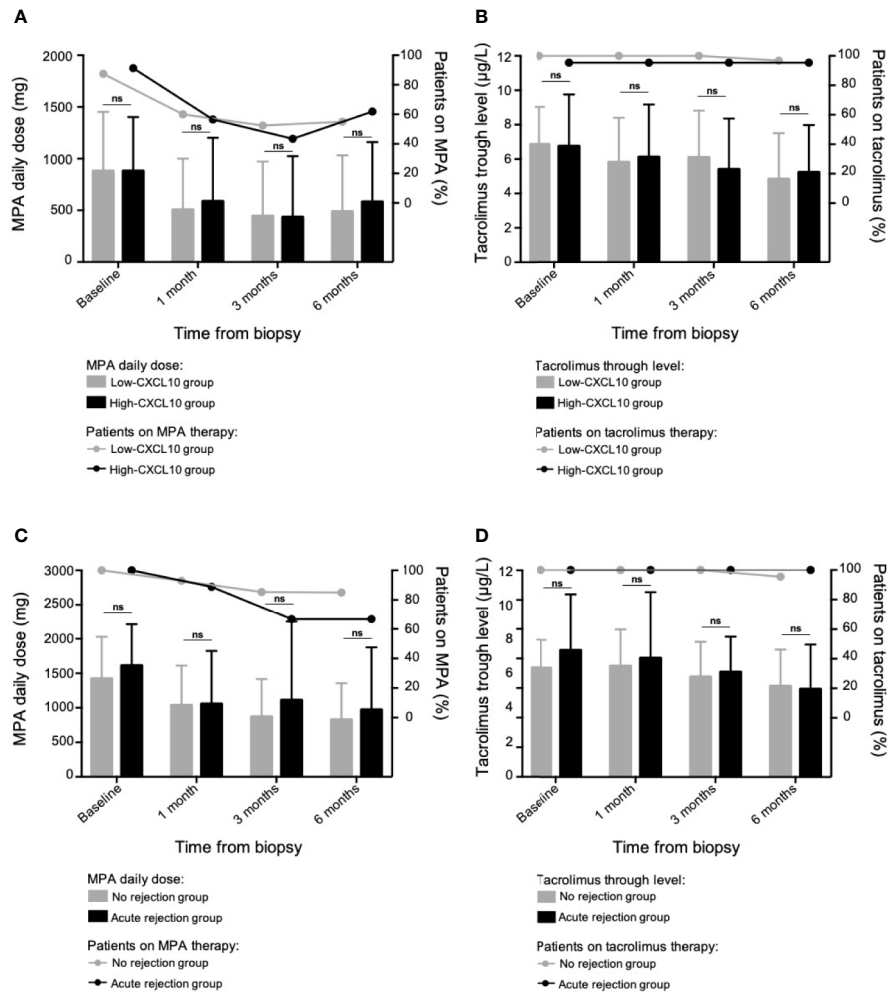 A
MPA daily dose (mg)
2000
1500
1000
500
0
100
80
60
40
20
0
Patients on MPA (%)
ns
ns
ns
ns
Baseline
1 month
3 months
6 months
Time from biopsy
MPA daily dose:
Low-CXCL10 group
High-CXCL10 group
Patients on MPA therapy:
Low-CXCL10 group
High-CXCL10 group
B
Tacrolimus trough level (µg/L)
12
10
8
6
4
2
0
100
80
60
40
20
0
Patients on tacrolimus (%)
ns
ns
ns
ns
Baseline
1 month
3 months
6 months
Time from biopsy
Tacrolimus through level:
Low-CXCL10 group
High-CXCL10 group
Patients on tacrolimus therapy:
Low-CXCL10 group
High-CXCL10 group
C
MPA daily dose (mg)
3000
2500
2000
1500
1000
500
0
100
80
60
40
20
0
Patients on MPA (%)
ns
ns
ns
ns
Baseline
1 month
3 months
6 months
Time from biopsy
MPA daily dose:
No rejection group
Acute rejection group
Patients on MPA therapy:
No rejection group
Acute rejection group
D
Tacrolimus trough level (µg/L)
12
10
8
6
4
2
0
100
80
60
40
20
0
Patients on tacrolimus (%)
ns
ns
ns
ns
Baseline
1 month
3 months
6 months
Time from biopsy
Tacrolimus through level:
No rejection group
Acute rejection group
Patients on tacrolimus therapy:
No rejection group
Acute rejection group